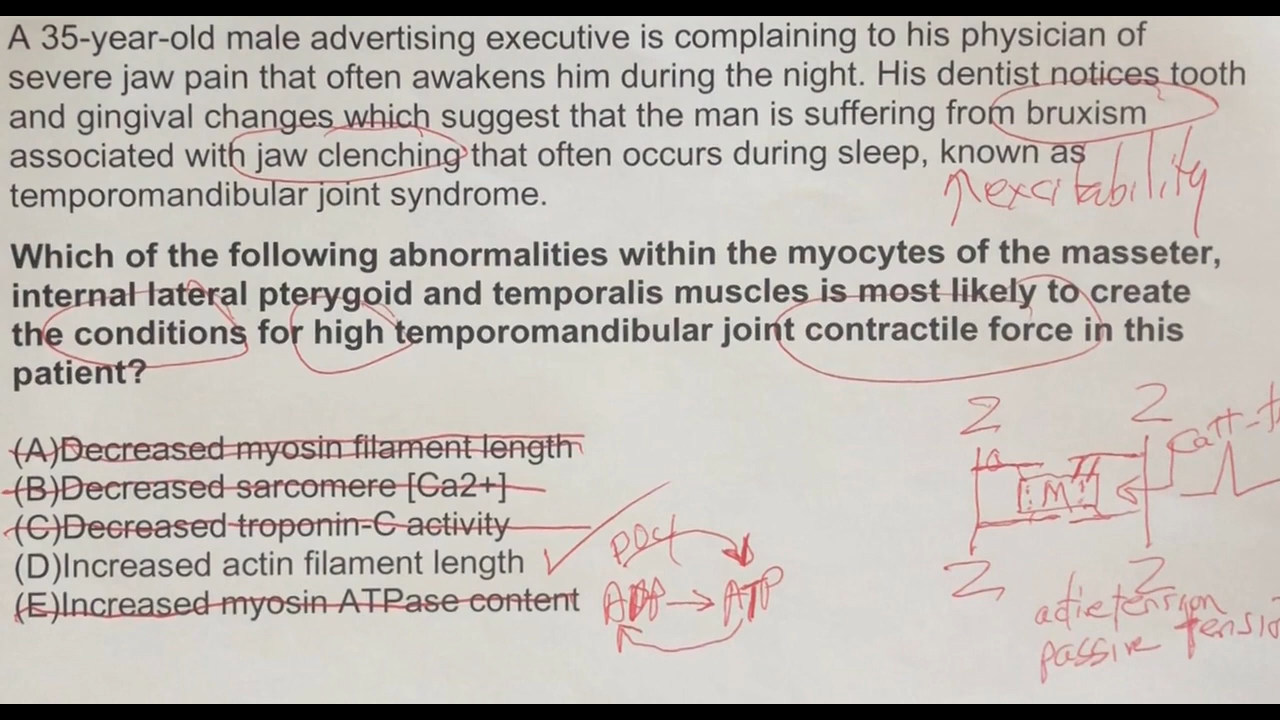 A 35-year-old male advertising executive is complaining to his physician of
severe jaw pain that often awakens him during the night. His dentist notices tooth
and gingival changes which suggest that the man is suffering from bruxism
associated with jaw clenching that often occurs during sleep, known as
temporomandibular joint syndrome.
↑excitability
Which of the following abnormalities within the myocytes of the masseter,
internal lateral pterygoid and temporalis muscles is most likely to create
the conditions for high temporomandibular joint contractile force in this
patient?
(A)Decreased myosin filament length
(B)Decreased sarcomere [Ca2+]
(C)Decreased troponin-C activity
(D)Increased actin filament length
(E)Increased myosin ATPase content
PO4
ADP → ATP
Z Z
M
Z Z
tension
passive